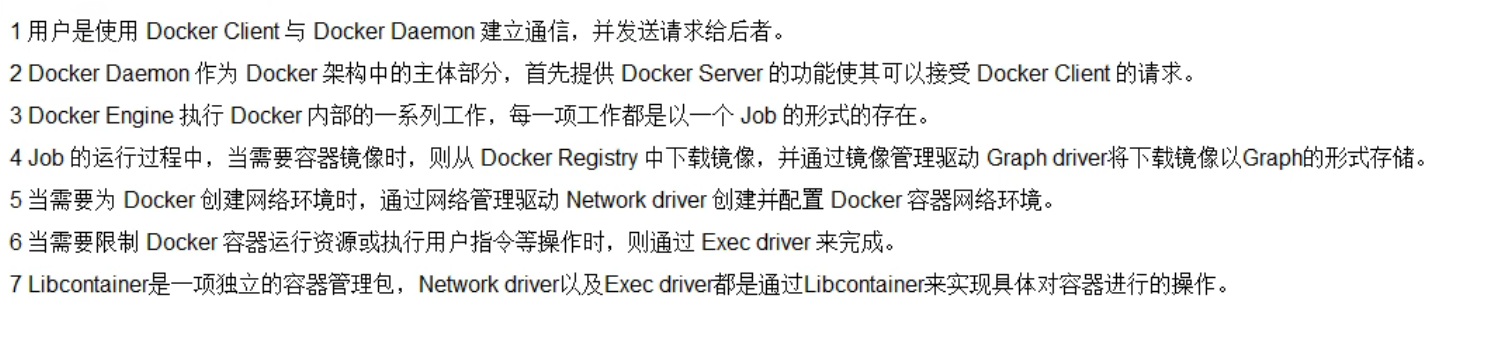 1 用户是使用 Docker Client 与 Docker Daemon 建立通信，并发送请求给后者。
2 Docker Daemon 作为 Docker 架构中的主体部分，首先提供 Docker Server 的功能使其可以接受 Docker Client 的请求。
3 Docker Engine 执行 Docker 内部的一系列工作，每一项工作都是以一个 Job 的形式的存在。
4 Job 的运行过程中，当需要容器镜像时，则从 Docker Registry 中下载镜像，并通过镜像管理驱动 Graph driver将下载镜像以Graph的形式存储。
5 当需要为 Docker 创建网络环境时，通过网络管理驱动 Network driver 创建并配置 Docker 容器网络环境。
6 当需要限制 Docker 容器运行资源或执行用户指令等操作时，则通过 Exec driver 来完成。
7 Libcontainer是一项独立的容器管理包，Network driver以及Exec driver都是通过Libcontainer来实现具体对容器进行的操作。